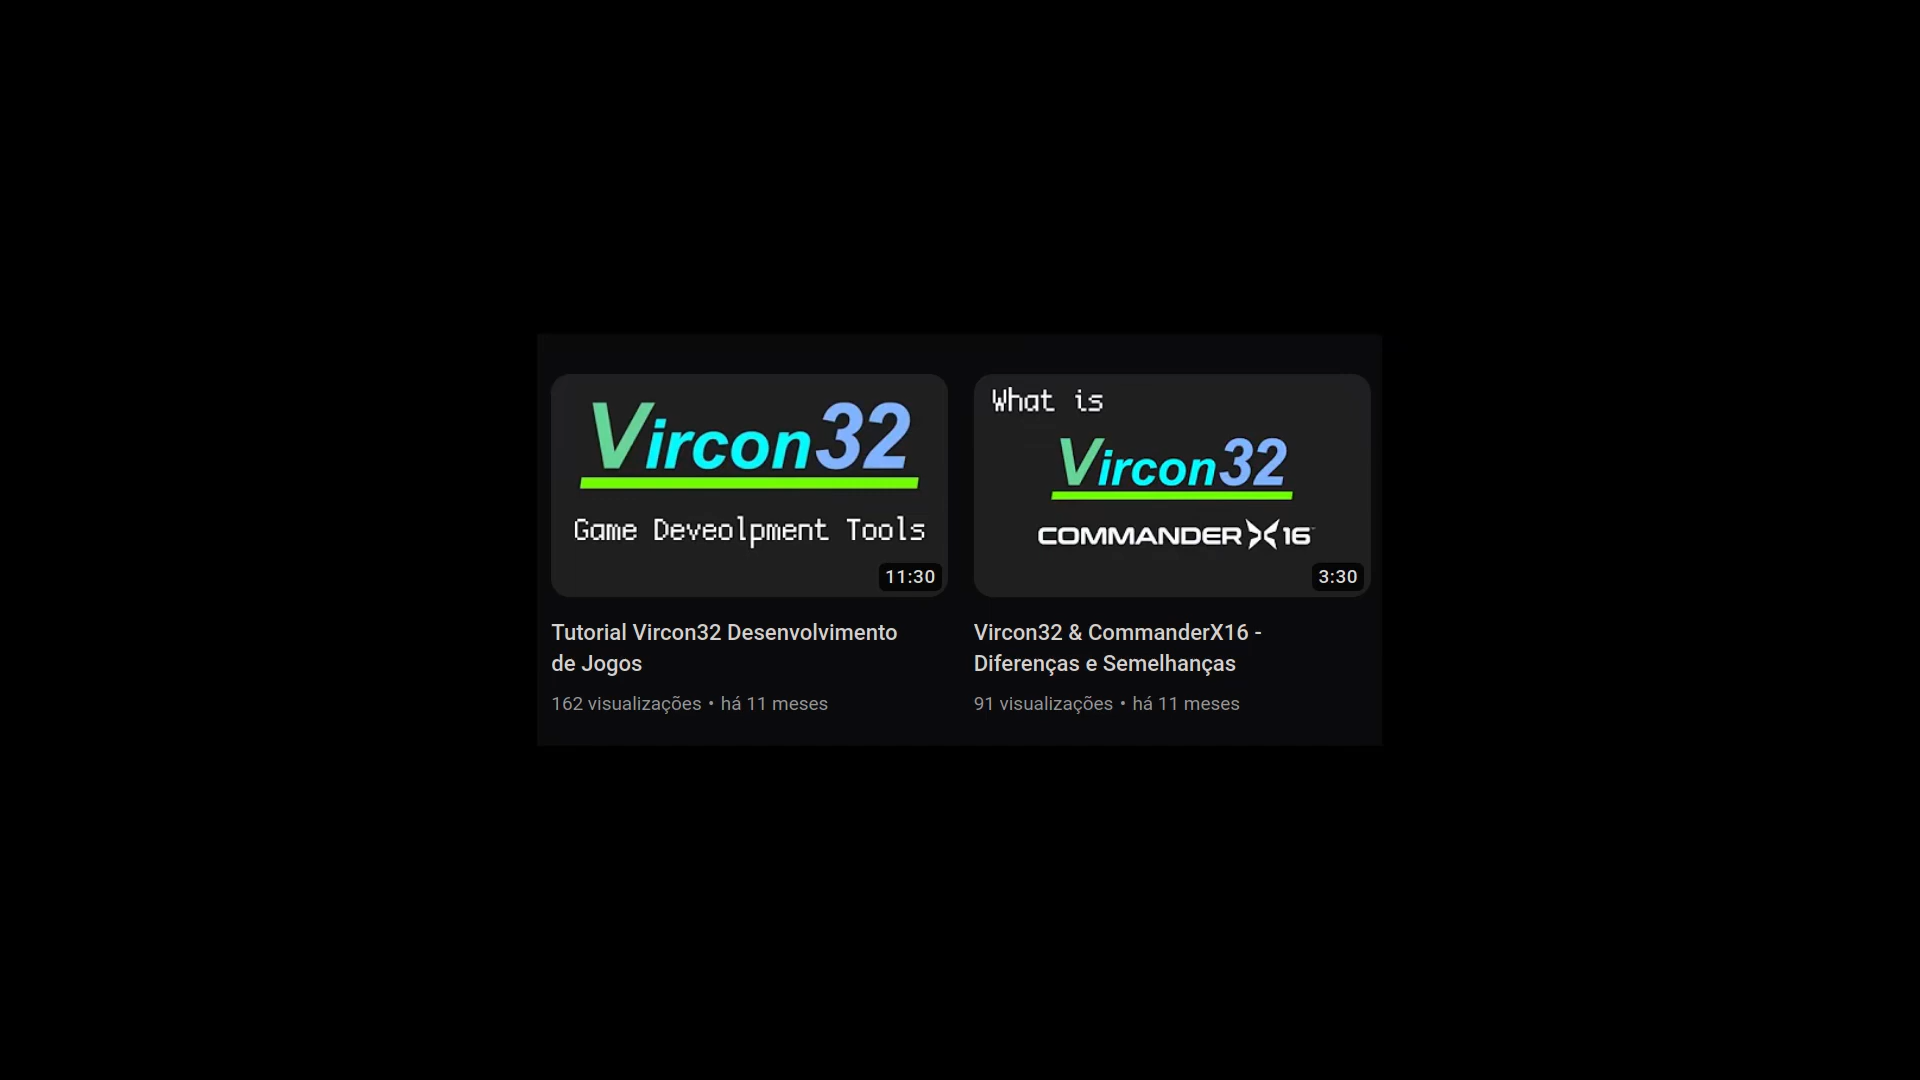 Vircon32
Game Deveolpment Tools
11:30
Tutorial Vircon32 Desenvolvimento
de Jogos
162 visualizações • há 11 meses
What is
Vircon32
COMMANDER X16
3:30
Vircon32 & CommanderX16 -
Diferenças e Semelhanças
91 visualizações • há 11 meses